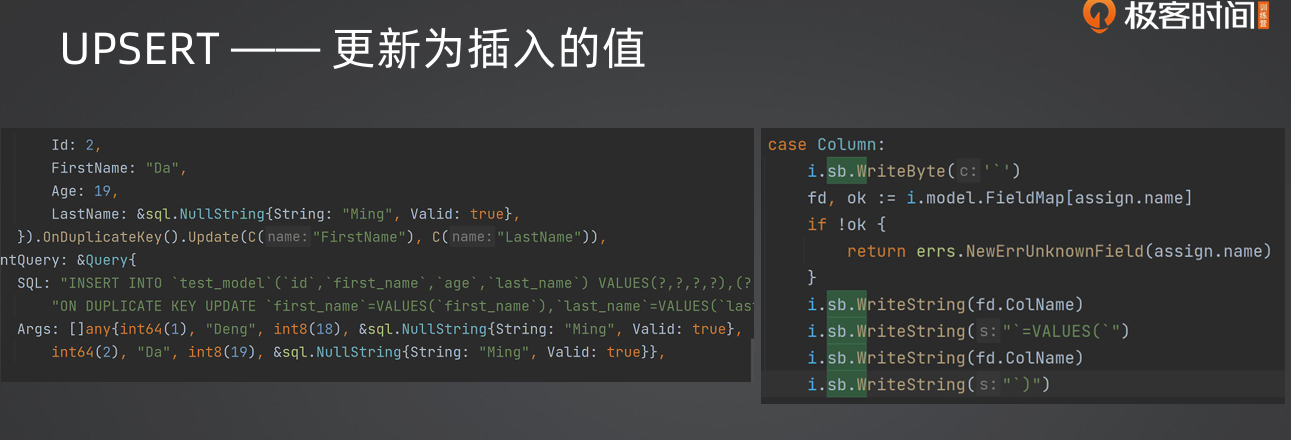 UPSERT —— 更新为插入的值
极客时间 训练营
Id: 2,
FirstName: "Da",
Age: 19,
LastName: &sql.NullString{String: "Ming", Valid: true},
}).OnDuplicateKey().Update(C( name: "FirstName"), C( name: "LastName")),
ntQuery: &Query{
SQL: "INSERT INTO `test_model`(`id`,`first_name`,`age`,`last_name`) VALUES(?,?,?,?),(?
"ON DUPLICATE KEY UPDATE `first_name`=VALUES(`first_name`),`last_name`=VALUES(`las
Args: []any{int64(1), "Deng", int8(18), &sql.NullString{String: "Ming", Valid: true},
int64(2), "Da", int8(19), &sql.NullString{String: "Ming", Valid: true}},
case Column:
i.sb.WriteByte( c: '`')
fd, ok := i.model.FieldMap[assign.name]
if !ok {
return errs.NewErrUnknownField(assign.name)
}
i.sb.WriteString(fd.ColName)
i.sb.WriteString( s: "`=VALUES(`")
i.sb.WriteString(fd.ColName)
i.sb.WriteString( s: "`)")